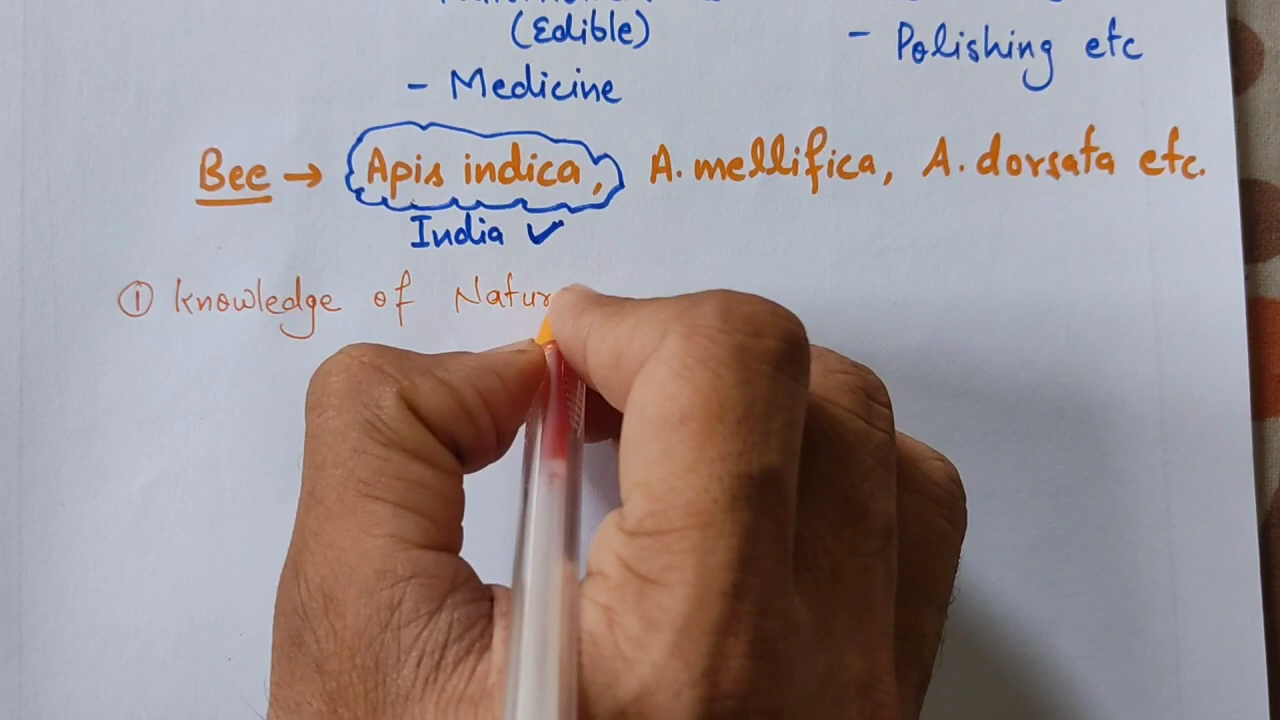 (Edible)
- Polishing etc
- Medicine
Bee → Apis indica, A. mellifica, A. dorsata etc.
India ✓
① Knowledge of Natur